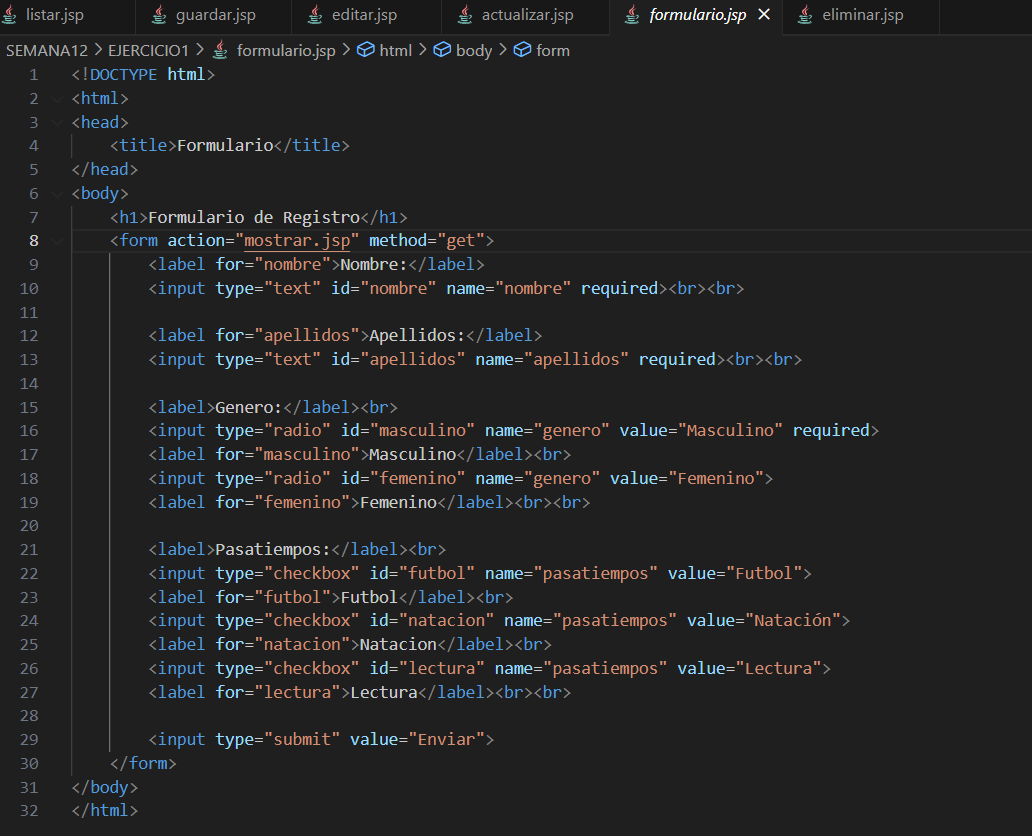 listar.jsp guardar.jsp editar.jsp actualizar.jsp formulario.jsp × eliminar.jsp
SEMANA12 > EJERCICIO1 > formulario.jsp > html > body > form
1 <!DOCTYPE html>
2 <html>
3 <head>
4     <title>Formulario</title>
5 </head>
6 <body>
7     <h1>Formulario de Registro</h1>
8     <form action="mostrar.jsp" method="get">
9         <label for="nombre">Nombre:</label>
10         <input type="text" id="nombre" name="nombre" required><br><br>
11
12         <label for="apellidos">Apellidos:</label>
13         <input type="text" id="apellidos" name="apellidos" required><br><br>
14
15         <label>Genero:</label><br>
16         <input type="radio" id="masculino" name="genero" value="Masculino" required>
17         <label for="masculino">Masculino</label><br>
18         <input type="radio" id="femenino" name="genero" value="Femenino">
19         <label for="femenino">Femenino</label><br><br>
20
21         <label>Pasatiempos:</label><br>
22         <input type="checkbox" id="futbol" name="pasatiempos" value="Futbol">
23         <label for="futbol">Futbol</label><br>
24         <input type="checkbox" id="natacion" name="pasatiempos" value="Natación">
25         <label for="natacion">Natacion</label><br>
26         <input type="checkbox" id="lectura" name="pasatiempos" value="Lectura">
27         <label for="lectura">Lectura</label><br><br>
28
29         <input type="submit" value="Enviar">
30     </form>
31 </body>
32 </html>